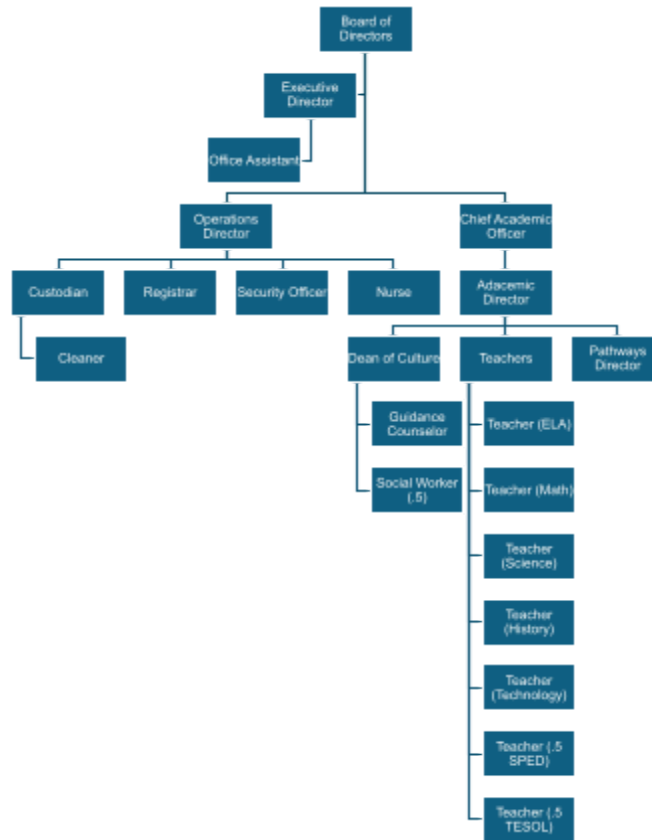 Board of
Directors
Executive
Director
Office Assistant
Operations
Director
Chief Academic
Officer
Custodian
Registrar
Security Officer
Nurse
Adacemic
Director
Cleaner
Dean of Culture
Teachers
Pathways
Director
Guidance
Counselor
Teacher (ELA)
Social Worker
(.5)
Teacher (Math)
Teacher
(Science)
Teacher
(History)
Teacher
(Technology)
Teacher (.5
SPED)
Teacher (.5
TESOL)